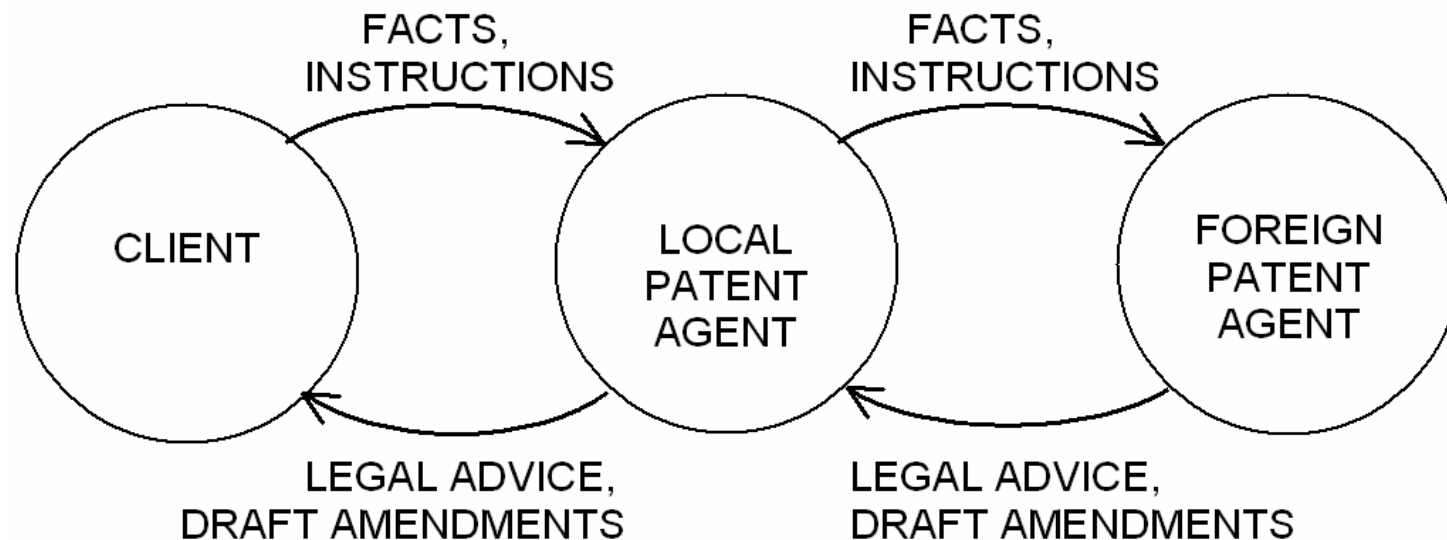 FACTS,
INSTRUCTIONS
FACTS,
INSTRUCTIONS
CLIENT
LOCAL
PATENT
AGENT
FOREIGN
PATENT
AGENT
LEGAL ADVICE,
DRAFT AMENDMENTS
LEGAL ADVICE,
DRAFT AMENDMENTS